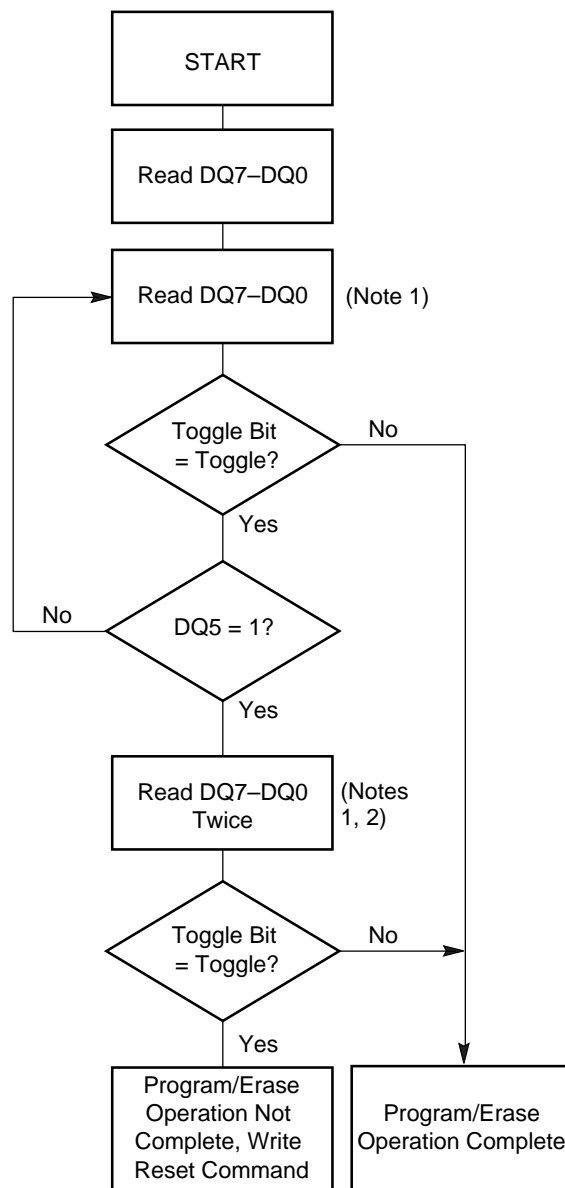 START
Read DQ7–DQ0
Read DQ7–DQ0
(Note 1)
Toggle Bit
= Toggle?
No
Yes
DQ5 = 1?
No
Yes
Read DQ7–DQ0
Twice
(Notes
1, 2)
Toggle Bit
= Toggle?
No
Yes
Program/Erase
Operation Not
Complete, Write
Reset Command
Program/Erase
Operation Complete